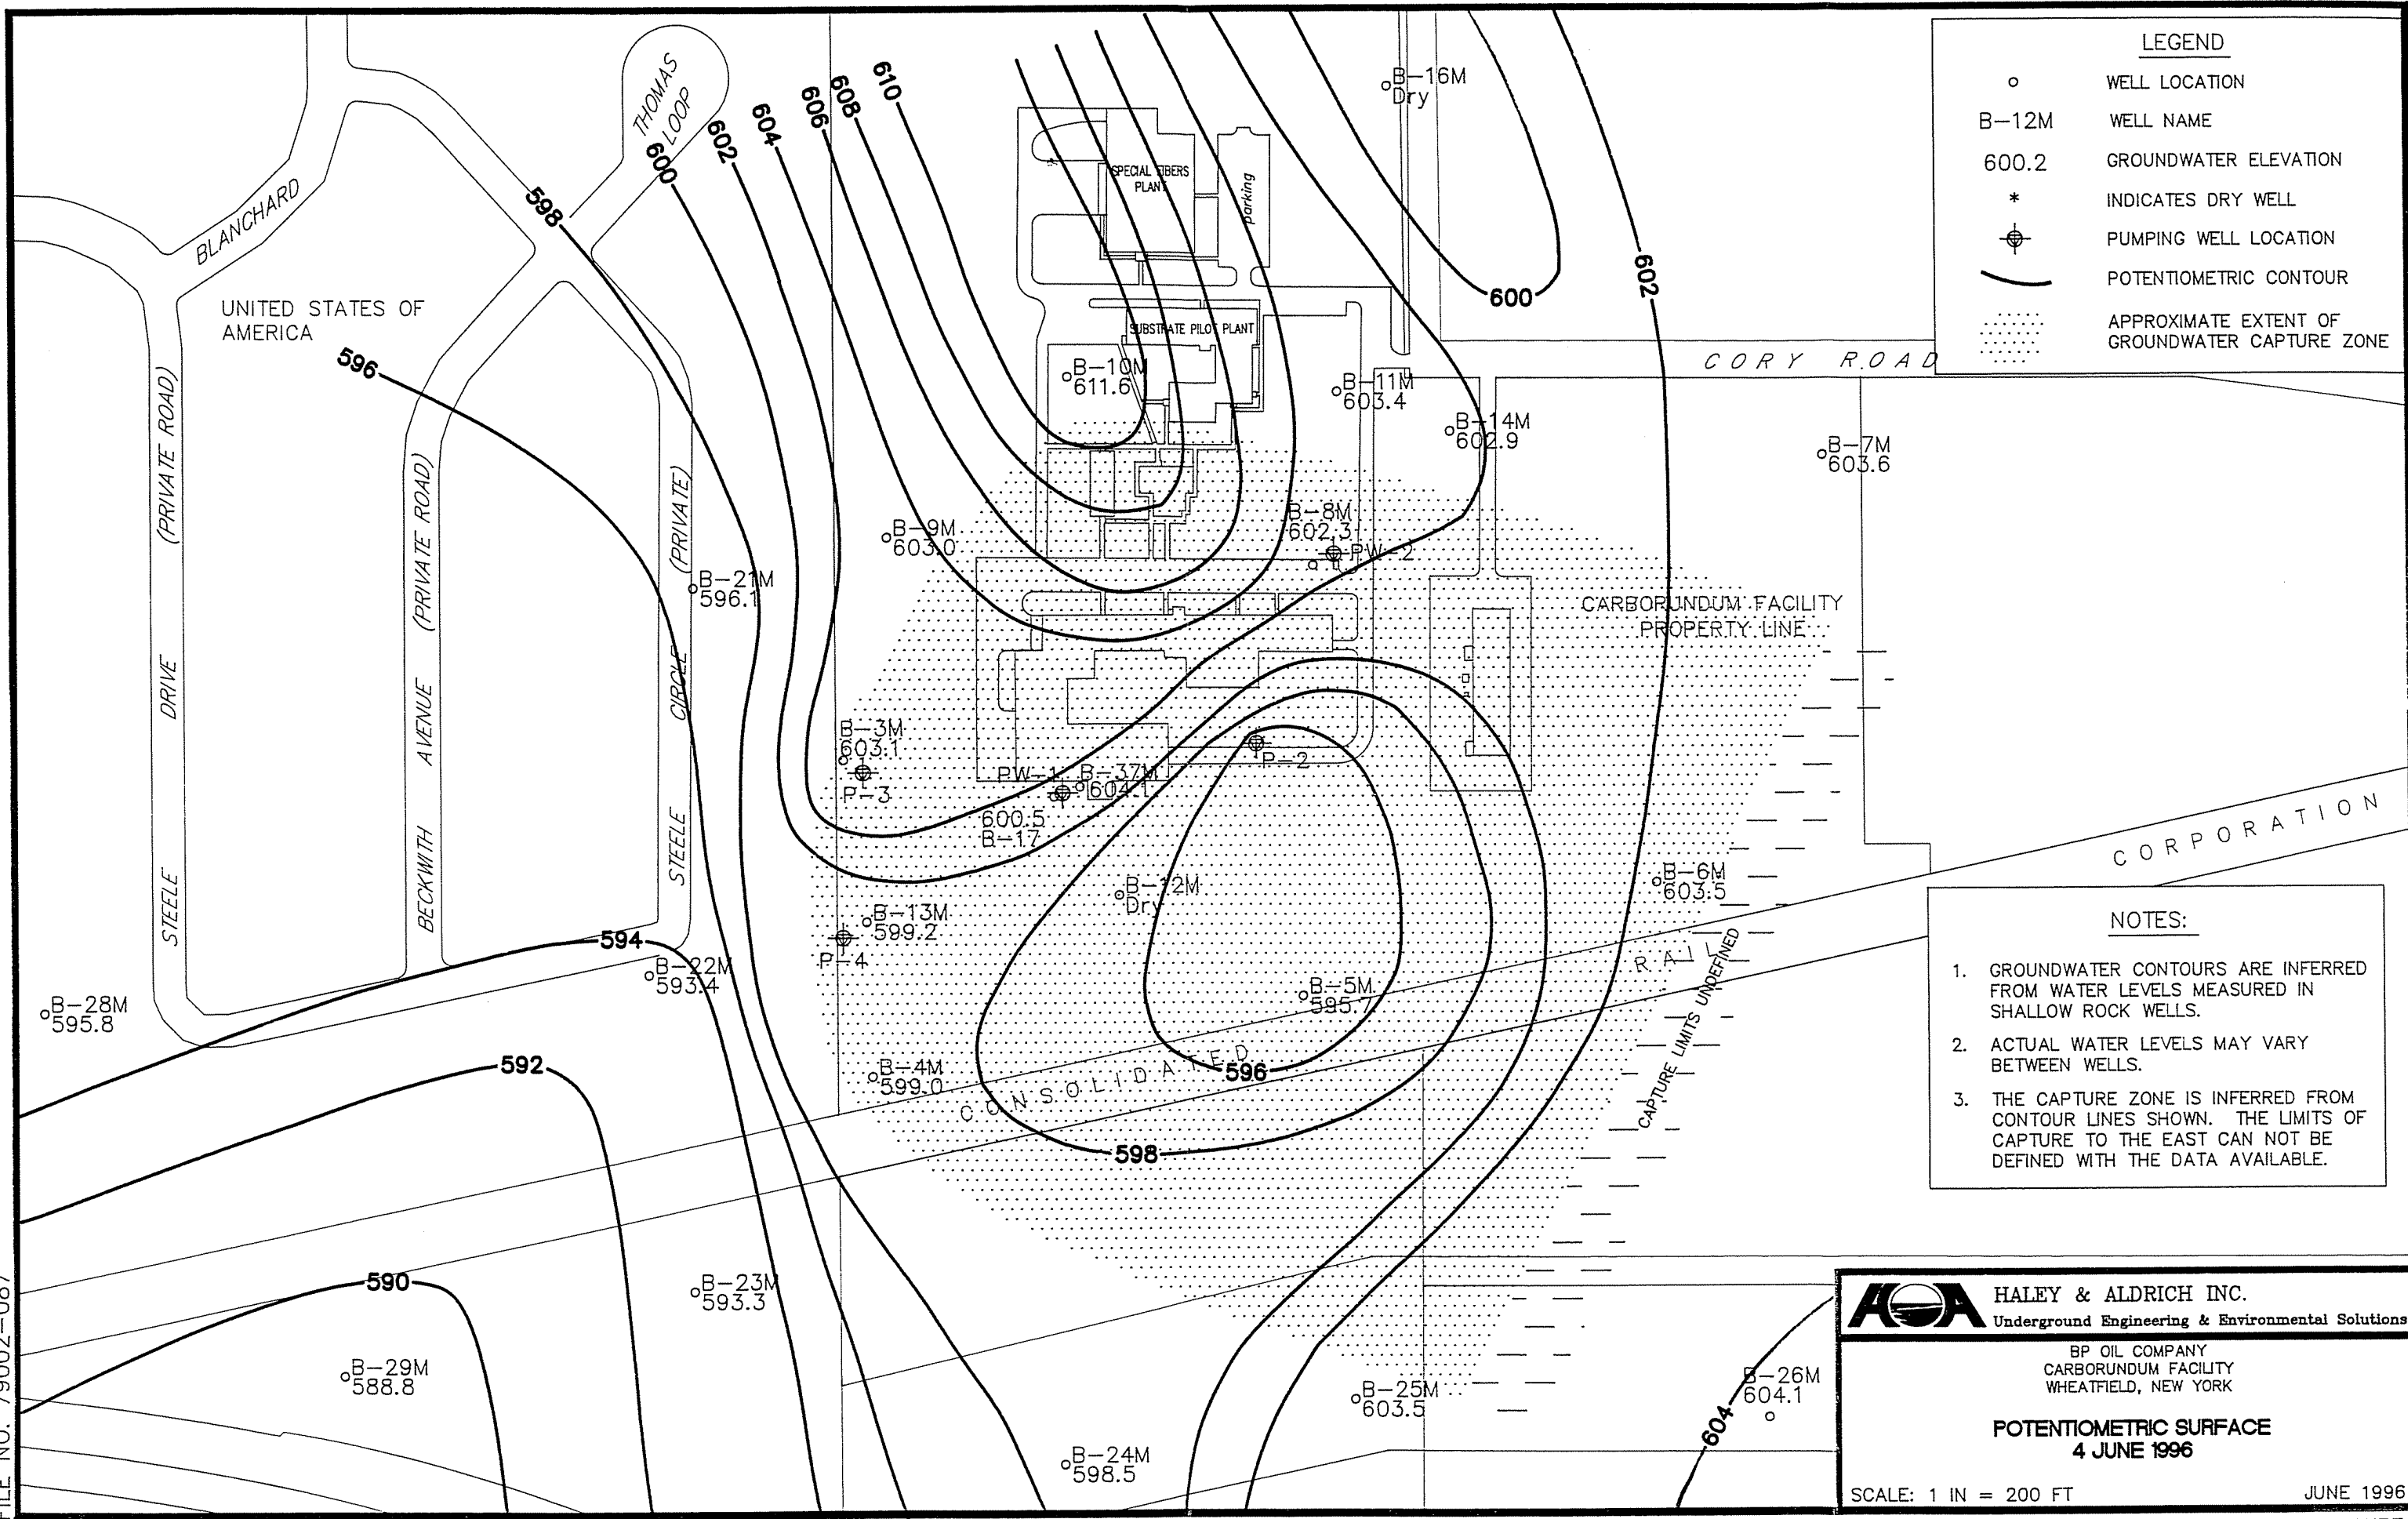 LEGEND
WELL LOCATION
B-12M WELL NAME
600.2 GROUNDWATER ELEVATION
* INDICATES DRY WELL
PUMPING WELL LOCATION
POTENTIOMETRIC CONTOUR
APPROXIMATE EXTENT OF
GROUNDWATER CAPTURE ZONE
THOMAS
LOOP
BLANCHARD
UNITED STATES OF
AMERICA
STEELE DRIVE (PRIVATE ROAD)
BECKWITH AVENUE (PRIVATE ROAD)
STEELE CIRCLE (PRIVATE)
596
598
600
602
604
606
608
610
SPECIAL FIBERS
PLANT
parking
SUBSTRATE PILOT PLANT
B-16M
Dry
600
602
CORY ROAD
B-10M
611.6
B-11M
603.4
B-14M
602.9
B-7M
603.6
B-9M
603.0
B-8M
602.3
PW-2
B-21M
596.1
CARBORUNDUM FACILITY
PROPERTY LINE
B-3M
603.1
P-3
PW-1
B-37M
604.1
P-2
600.5
B-17
B-12M
Dry
B-13M
599.2
P-4
B-6M
603.5
B-5M
595.7
594
B-22M
593.4
B-28M
595.8
B-4M
599.0
CONSOLIDATED RAIL CORPORATION
CAPTURE LIMITS UNDEFINED
596
592
598
590
B-23M
593.3
B-29M
588.8
B-25M
603.5
B-24M
598.5
B-26M
604.1
604
NOTES:
1. GROUNDWATER CONTOURS ARE INFERRED
FROM WATER LEVELS MEASURED IN
SHALLOW ROCK WELLS.
2. ACTUAL WATER LEVELS MAY VARY
BETWEEN WELLS.
3. THE CAPTURE ZONE IS INFERRED FROM
CONTOUR LINES SHOWN. THE LIMITS OF
CAPTURE TO THE EAST CAN NOT BE
DEFINED WITH THE DATA AVAILABLE.
HALEY & ALDRICH INC.
Underground Engineering & Environmental Solutions
BP OIL COMPANY
CARBORUNDUM FACILITY
WHEATFIELD, NEW YORK
POTENTIOMETRIC SURFACE
4 JUNE 1996
SCALE: 1 IN = 200 FT JUNE 1996
FILE NO. 79002-087